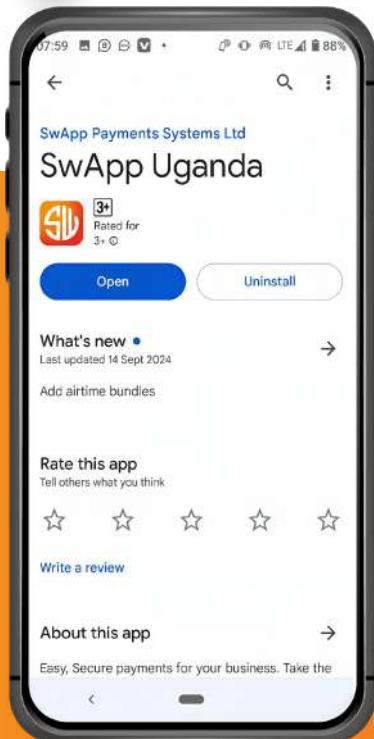 07:59
LTE 88%
SwApp Payments Systems Ltd
SwApp Uganda
SW
3+
Rated for
3+
Open
Uninstall
What's new
Last updated 14 Sept 2024
Add airtime bundles
Rate this app
Tell others what you think
Write a review
About this app
Easy, Secure payments for your business. Take the